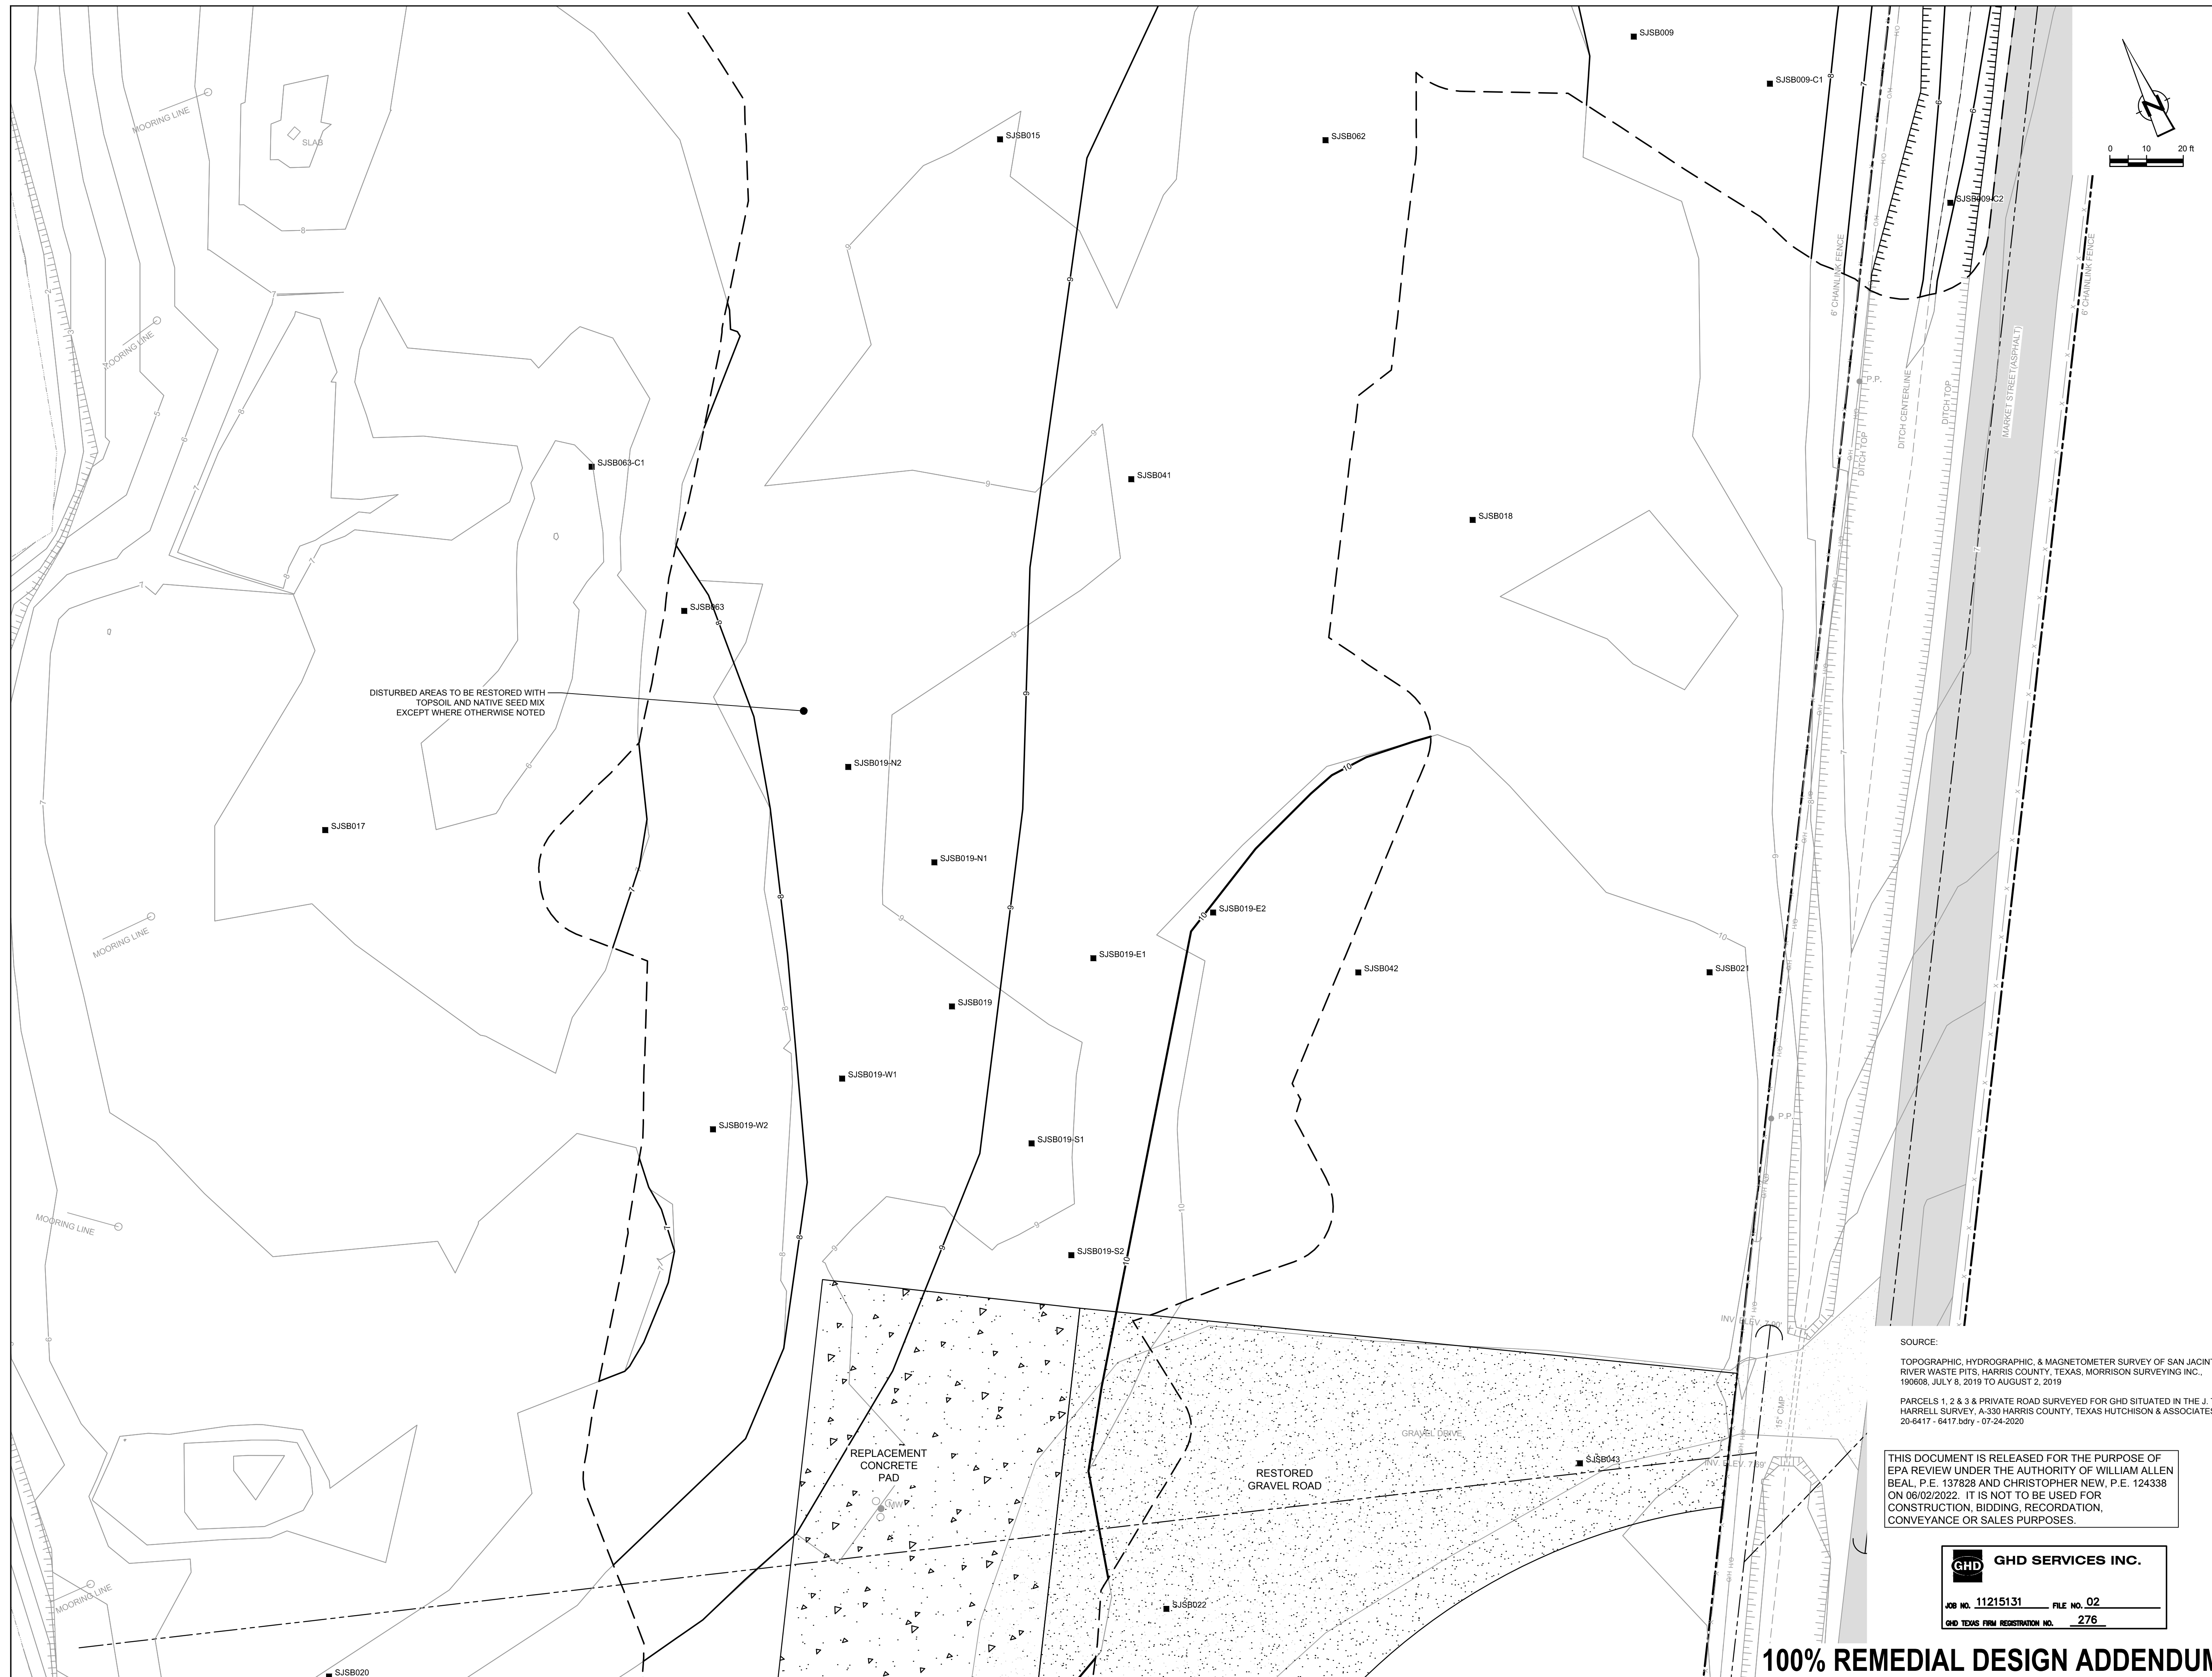 SJSB009
SJSB009-C1
MOORING LINE
SLAB
SJSB015
SJSB062
0 10 20 ft
N
SJSB009-C2
6' CHAINLINK FENCE
6' CHAINLINK FENCE
MOORING LINE
P.P.
DITCH TOP
DITCH CENTERLINE
DITCH TOP
MARKET STREET(ASPHALT)
SJSB063-C1
SJSB041
SJSB018
SJSB063
DISTURBED AREAS TO BE RESTORED WITH
TOPSOIL AND NATIVE SEED MIX
EXCEPT WHERE OTHERWISE NOTED
SJSB019-N2
SJSB017
SJSB019-N1
SJSB019-E2
MOORING LINE
SJSB019-E1
SJSB042
SJSB021
SJSB019
SJSB019-W1
SJSB019-W2
SJSB019-S1
P.P.
MOORING LINE
SJSB019-S2
INV. ELEV. 7.90'
SOURCE:
TOPOGRAPHIC, HYDROGRAPHIC, & MAGNETOMETER SURVEY OF SAN JACIN
RIVER WASTE PITS, HARRIS COUNTY, TEXAS, MORRISON SURVEYING INC.,
190608, JULY 8, 2019 TO AUGUST 2, 2019
PARCELS 1, 2 & 3 & PRIVATE ROAD SURVEYED FOR GHD SITUATED IN THE J.
HARRELL SURVEY, A-330 HARRIS COUNTY, TEXAS HUTCHISON & ASSOCIATES
20-6417 - 6417.bdry - 07-24-2020
15" CMP
GRAVEL DRIVE
REPLACEMENT
CONCRETE
PAD
MW
RESTORED
GRAVEL ROAD
SJSB043
THIS DOCUMENT IS RELEASED FOR THE PURPOSE OF
EPA REVIEW UNDER THE AUTHORITY OF WILLIAM ALLEN
BEAL, P.E. 137828 AND CHRISTOPHER NEW, P.E. 124338
ON 06/02/2022. IT IS NOT TO BE USED FOR
CONSTRUCTION, BIDDING, RECORDATION,
CONVEYANCE OR SALES PURPOSES.
MOORING LINE
SJSB022
GHD GHD SERVICES INC.
JOB NO. 11215131 FILE NO. 02
GHD TEXAS FIRM REGISTRATION NO. 276
SJSB020
100% REMEDIAL DESIGN ADDENDUM